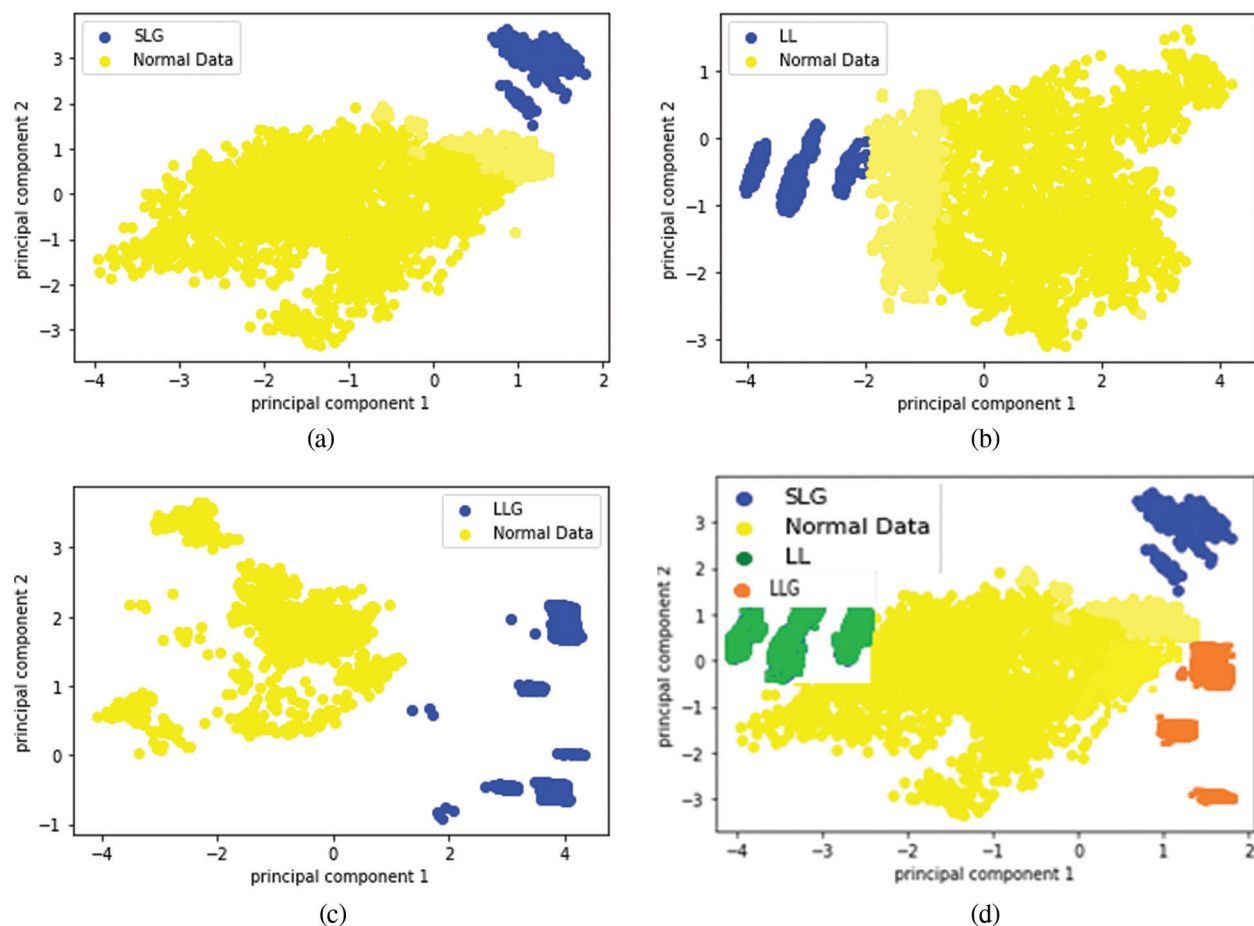 SLG
Normal Data
3
2
1
0
−1
−2
−3
principal component 2
−4
−3
−2
−1
0
1
2
principal component 1
(a)
LL
Normal Data
1
0
−1
−2
−3
principal component 2
−4
−2
0
2
4
principal component 1
(b)
LLG
Normal Data
3
2
1
0
−1
principal component 2
−4
−2
0
2
4
principal component 1
(c)
SLG
Normal Data
LL
LLG
3
2
1
0
−1
−2
−3
principal component 2
−4
−3
−2
−1
0
1
2
principal component 1
(d)